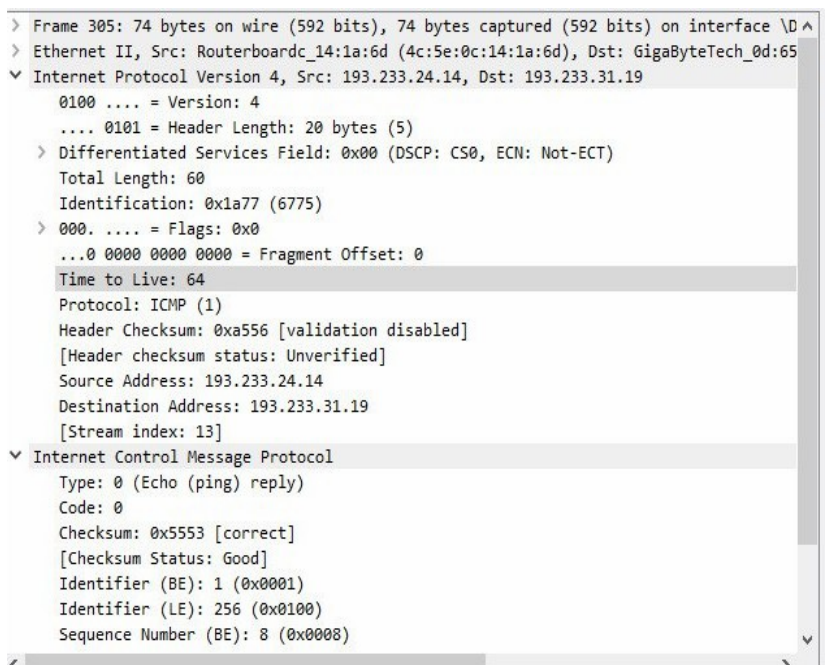 Frame 305: 74 bytes on wire (592 bits), 74 bytes captured (592 bits) on interface \D
Ethernet II, Src: Routerboardc_14:1a:6d (4c:5e:0c:14:1a:6d), Dst: GigaByteTech_0d:65
Internet Protocol Version 4, Src: 193.233.24.14, Dst: 193.233.31.19
0100 .... = Version: 4
.... 0101 = Header Length: 20 bytes (5)
Differentiated Services Field: 0x00 (DSCP: CS0, ECN: Not-ECT)
Total Length: 60
Identification: 0x1a77 (6775)
000. .... = Flags: 0x0
...0 0000 0000 0000 = Fragment Offset: 0
Time to Live: 64
Protocol: ICMP (1)
Header Checksum: 0xa556 [validation disabled]
[Header checksum status: Unverified]
Source Address: 193.233.24.14
Destination Address: 193.233.31.19
[Stream index: 13]
Internet Control Message Protocol
Type: 0 (Echo (ping) reply)
Code: 0
Checksum: 0x5553 [correct]
[Checksum Status: Good]
Identifier (BE): 1 (0x0001)
Identifier (LE): 256 (0x0100)
Sequence Number (BE): 8 (0x0008)